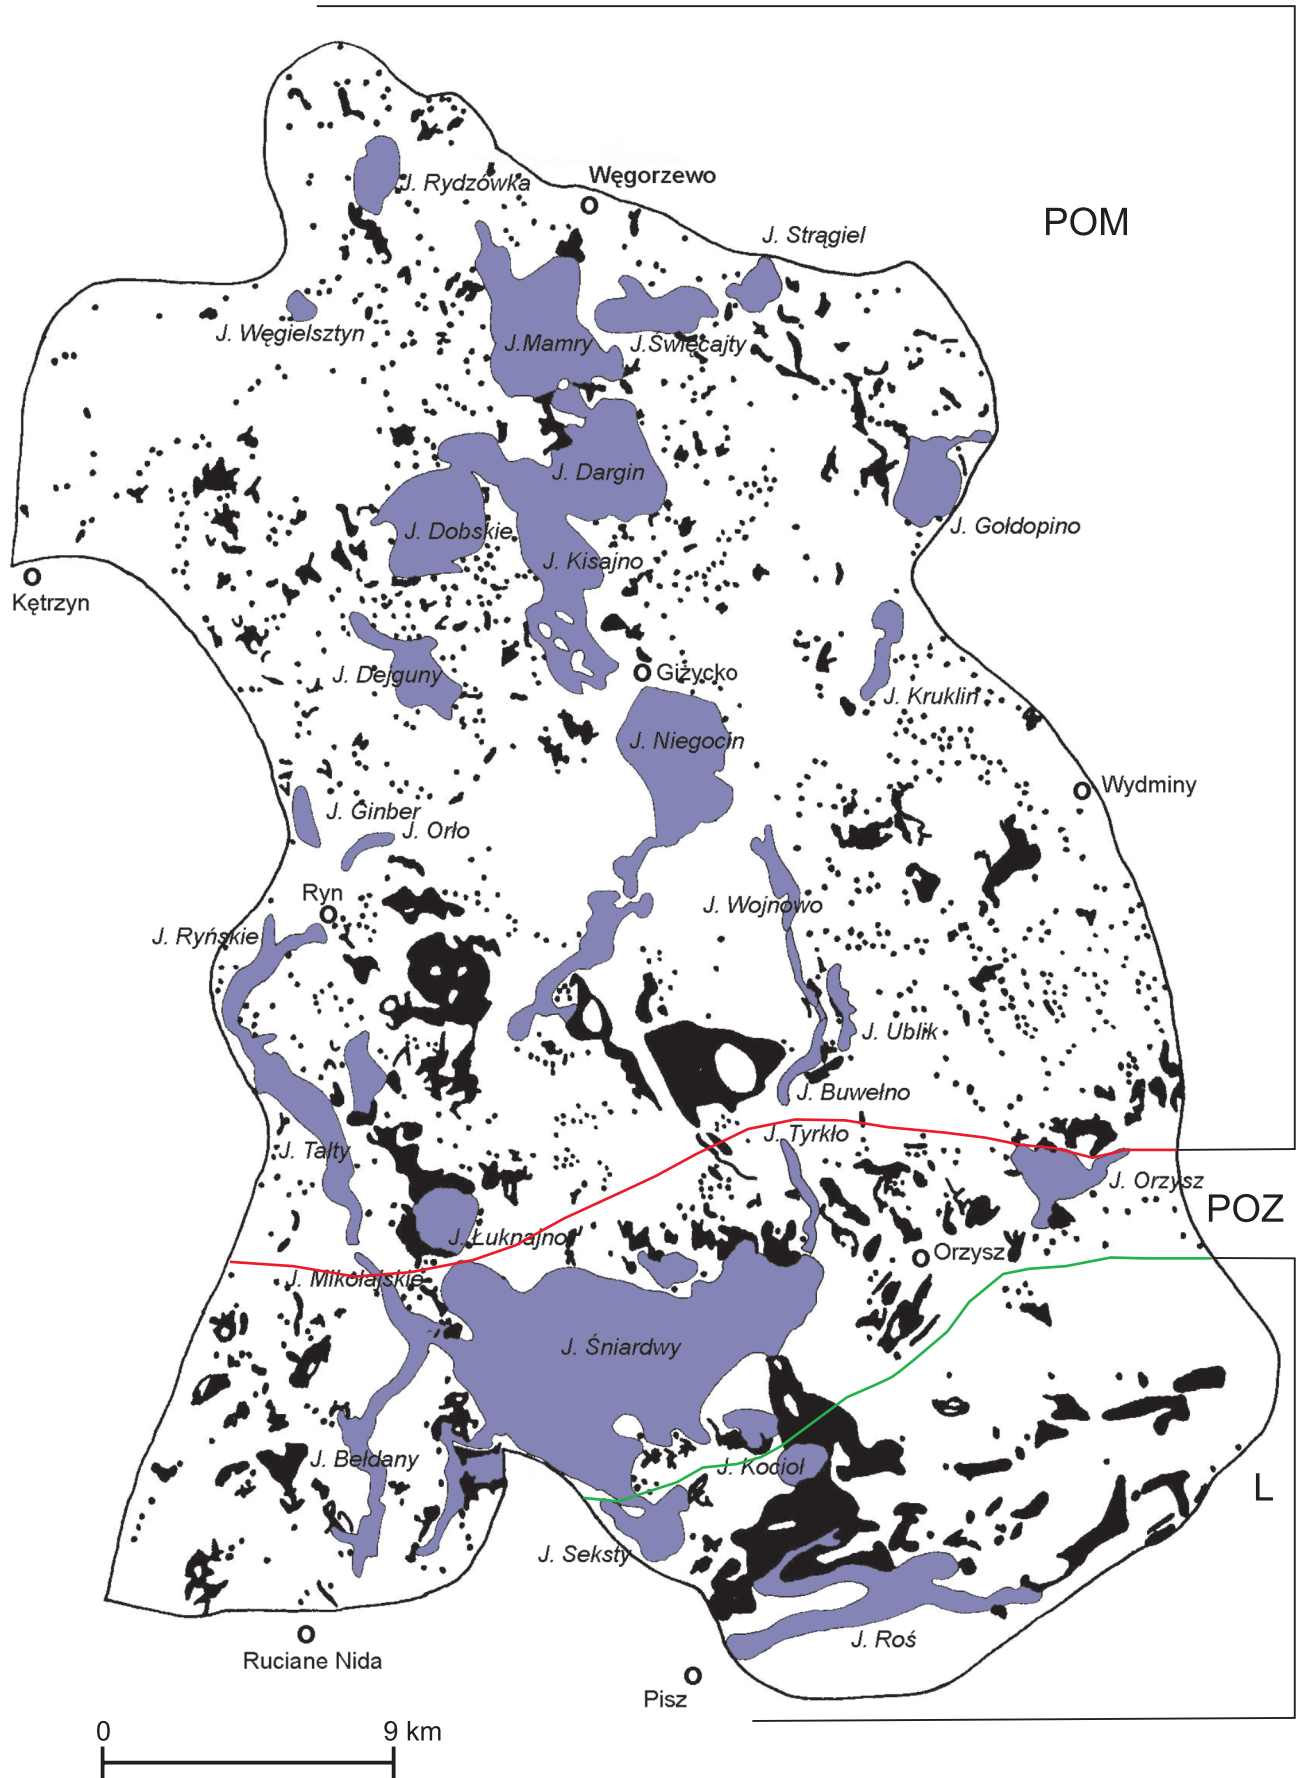 Węgorzewo
J. Rydzówka
POM
J. Strągiel
J. Węgielsztyn
J.Mamry
J.Święcajty
J. Dargin
J. Dobskie
J. Gołdopino
J. Kisajno
Kętrzyn
J. Dejguny
Giżycko
J. Kruklin
J. Niegocin
Wydminy
J. Ginber
J. Orło
Ryn
J. Wojnowo
J. Ryńskie
J. Ublik
J. Buwełno
J. Tyrkło
J. Tałty
J. Orzysz
POZ
J. Łuknajno
Orzysz
J. Mikołajskie
J. Śniardwy
J. Bełdany
J. Kocioł
L
J. Seksty
J. Roś
Ruciane Nida
Pisz
0 9 km